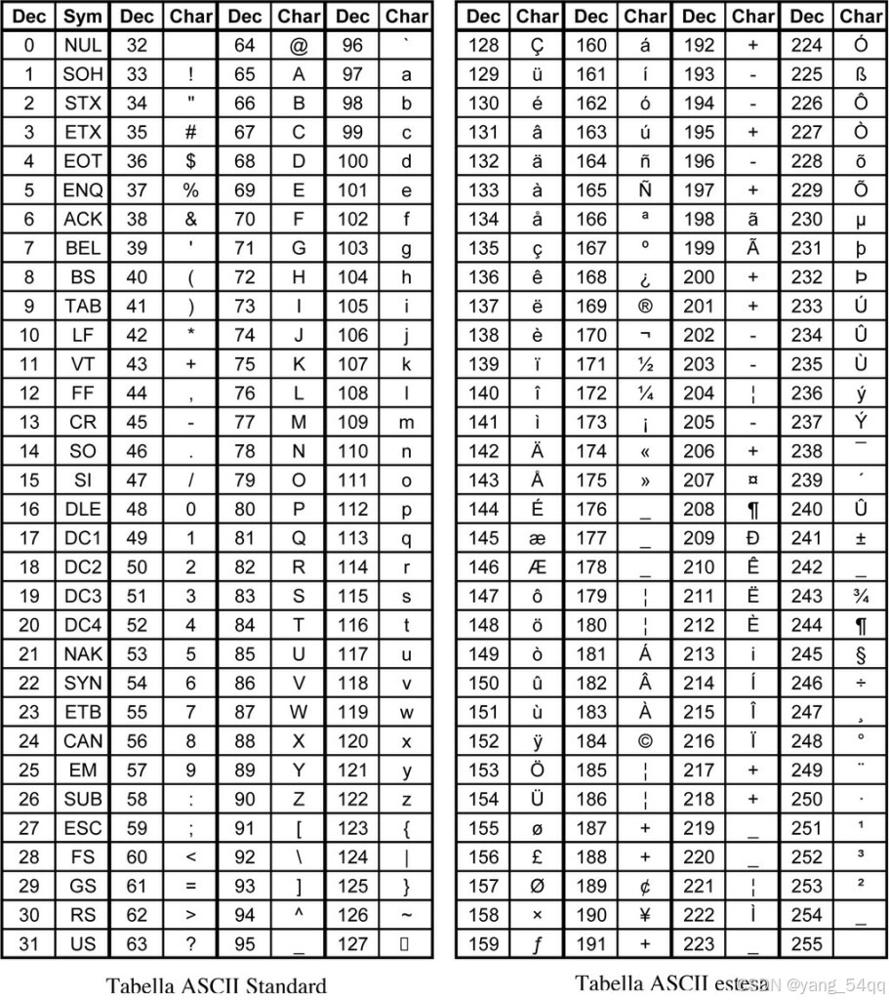 Dec Sym Dec Char Dec Char Dec Char Dec Char Dec Char Dec Char Dec Char
0 NUL 32 64 @ 96 ` 128 Ç 160 á 192 + 224 Ó
1 SOH 33 ! 65 A 97 a 129 ü 161 í 193 - 225 ß
2 STX 34 " 66 B 98 b 130 é 162 ó 194 - 226 Ô
3 ETX 35 # 67 C 99 c 131 â 163 ú 195 + 227 Ò
4 EOT 36 $ 68 D 100 d 132 ä 164 ñ 196 - 228 õ
5 ENQ 37 % 69 E 101 e 133 à 165 Ñ 197 + 229 Õ
6 ACK 38 & 70 F 102 f 134 å 166 ª 198 ã 230 µ
7 BEL 39 ' 71 G 103 g 135 ç 167 º 199 Ã 231 þ
8 BS 40 ( 72 H 104 h 136 ê 168 ¿ 200 + 232 Þ
9 TAB 41 ) 73 I 105 i 137 ë 169 ® 201 + 233 Ú
10 LF 42 * 74 J 106 j 138 è 170 ¬ 202 - 234 Û
11 VT 43 + 75 K 107 k 139 ï 171 ½ 203 - 235 Ù
12 FF 44 , 76 L 108 l 140 î 172 ¼ 204 ¦ 236 ý
13 CR 45 - 77 M 109 m 141 ì 173 ¡ 205 - 237 Ý
14 SO 46 . 78 N 110 n 142 Ä 174 « 206 + 238 ¯
15 SI 47 / 79 O 111 o 143 Å 175 » 207 ¤ 239 ´
16 DLE 48 0 80 P 112 p 144 É 176 _ 208 ¶ 240 Û
17 DC1 49 1 81 Q 113 q 145 æ 177 _ 209 Ð 241 ±
18 DC2 50 2 82 R 114 r 146 Æ 178 _ 210 Ê 242 _
19 DC3 51 3 83 S 115 s 147 ô 179 ¦ 211 Ë 243 ¾
20 DC4 52 4 84 T 116 t 148 ö 180 ¦ 212 È 244 ¶
21 NAK 53 5 85 U 117 u 149 ò 181 Á 213 i 245 §
22 SYN 54 6 86 V 118 v 150 û 182 Â 214 Í 246 ÷
23 ETB 55 7 87 W 119 w 151 ù 183 À 215 Î 247 ¸
24 CAN 56 8 88 X 120 x 152 ÿ 184 © 216 Ï 248 °
25 EM 57 9 89 Y 121 y 153 Ö 185 ¦ 217 + 249 ¨
26 SUB 58 : 90 Z 122 z 154 Ü 186 ¦ 218 + 250 ·
27 ESC 59 ; 91 [ 123 { 155 ø 187 + 219 _ 251 ¹
28 FS 60 < 92 \ 124 | 156 £ 188 + 220 _ 252 ³
29 GS 61 = 93 ] 125 } 157 Ø 189 ¢ 221 ¦ 253 ²
30 RS 62 > 94 ^ 126 ~ 158 × 190 ¥ 222 Ì 254 _
31 US 63 ? 95 _ 127 ▯ 159 ƒ 191 + 223 _ 255
Tabella ASCII Standard Tabella ASCII estesa
CSDN @yang_54qq